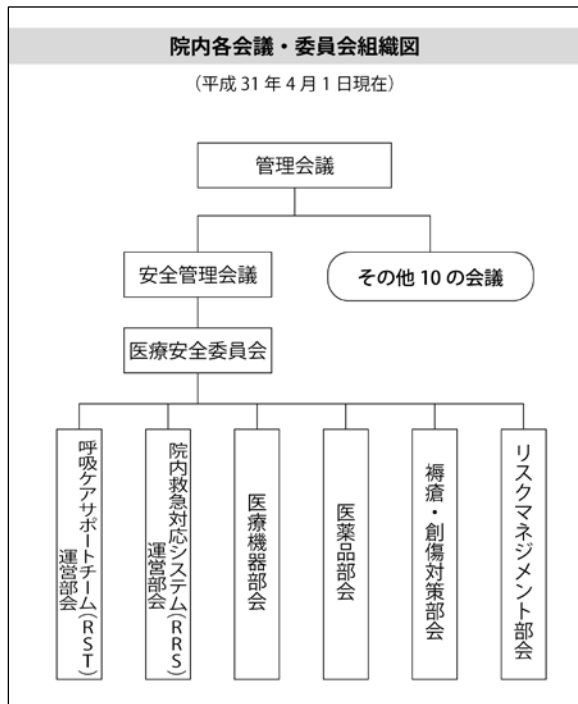 院内各会議・委員会組織図
（平成 31 年 4 月 1 日現在）
管理会議
安全管理会議
その他 10 の会議
医療安全委員会
呼吸ケアサポートチーム（RST）
運営部会
院内救急対応システム（RRS）
運営部会
医療機器部会
医薬品部会
褥瘡・創傷対策部会
リスクマネジメント部会